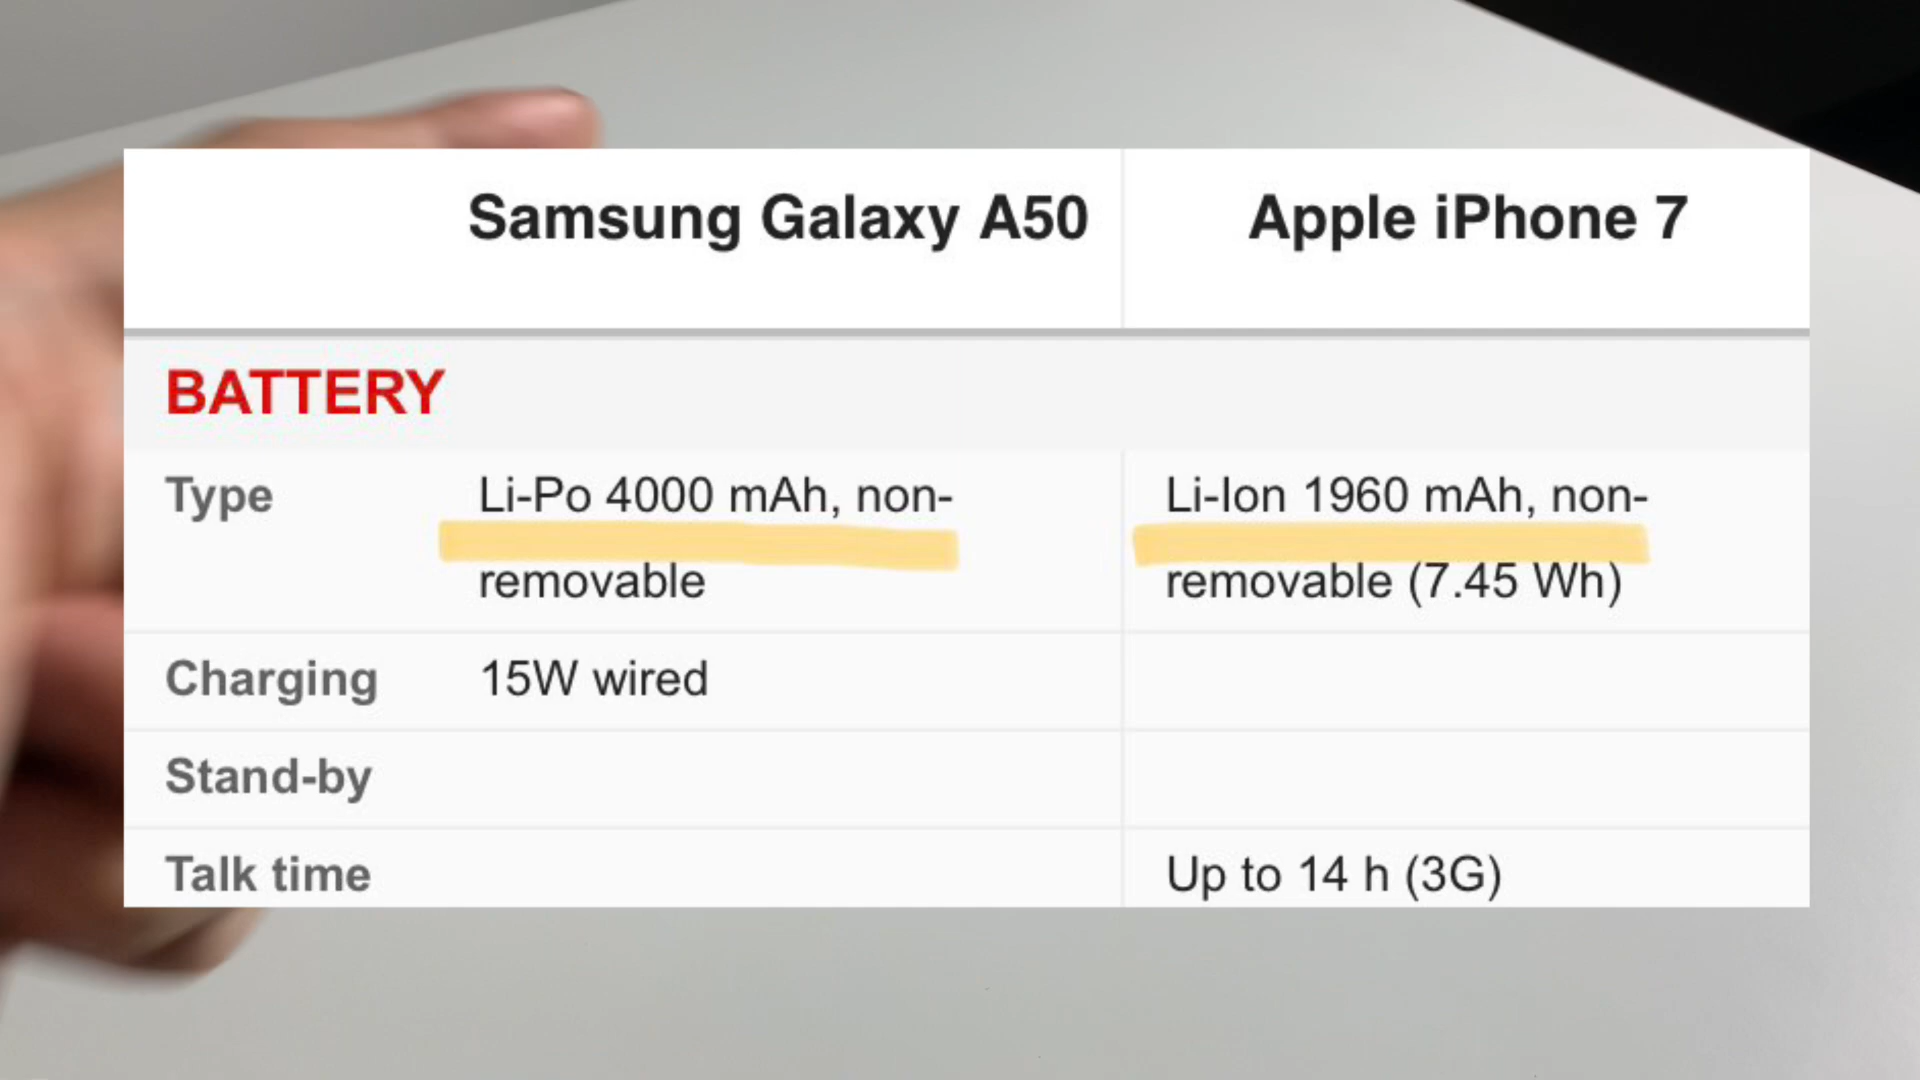 Samsung Galaxy A50 Apple iPhone 7
BATTERY
Type Li-Po 4000 mAh, non- Li-Ion 1960 mAh, non-
removable removable (7.45 Wh)
Charging 15W wired
Stand-by
Talk time Up to 14 h (3G)